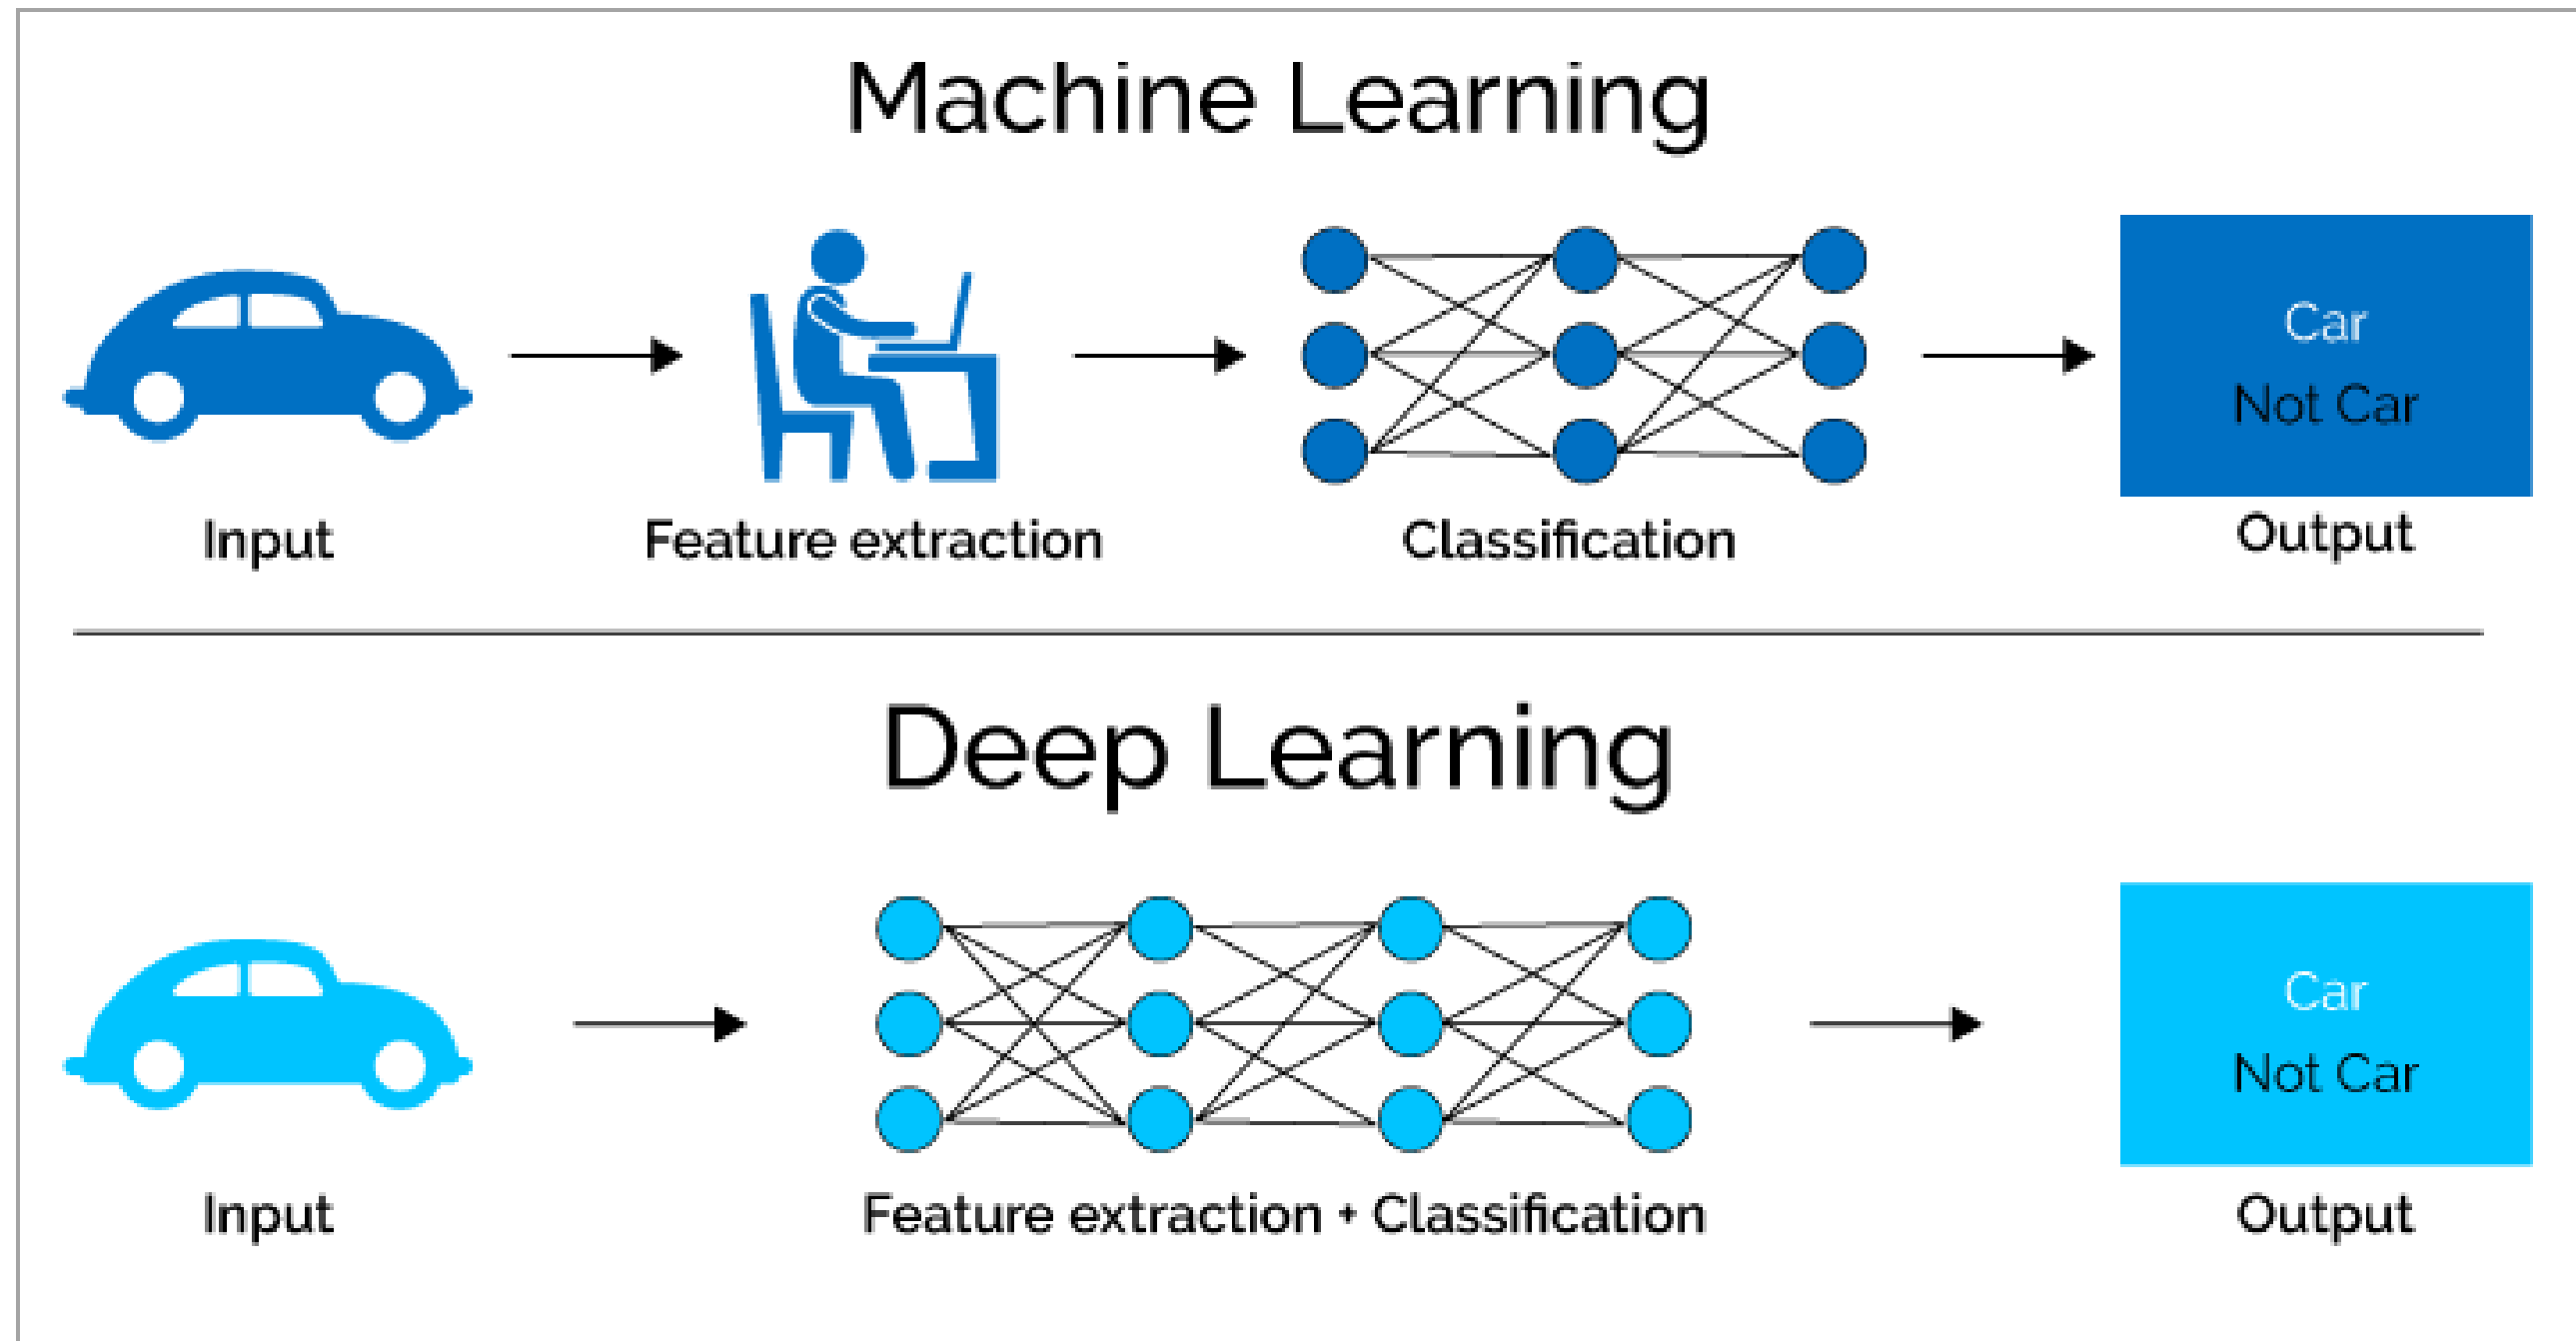 Machine Learning
Car
Not Car
Input
Feature extraction
Classification
Output
Deep Learning
Car
Not Car
Input
Feature extraction + Classification
Output